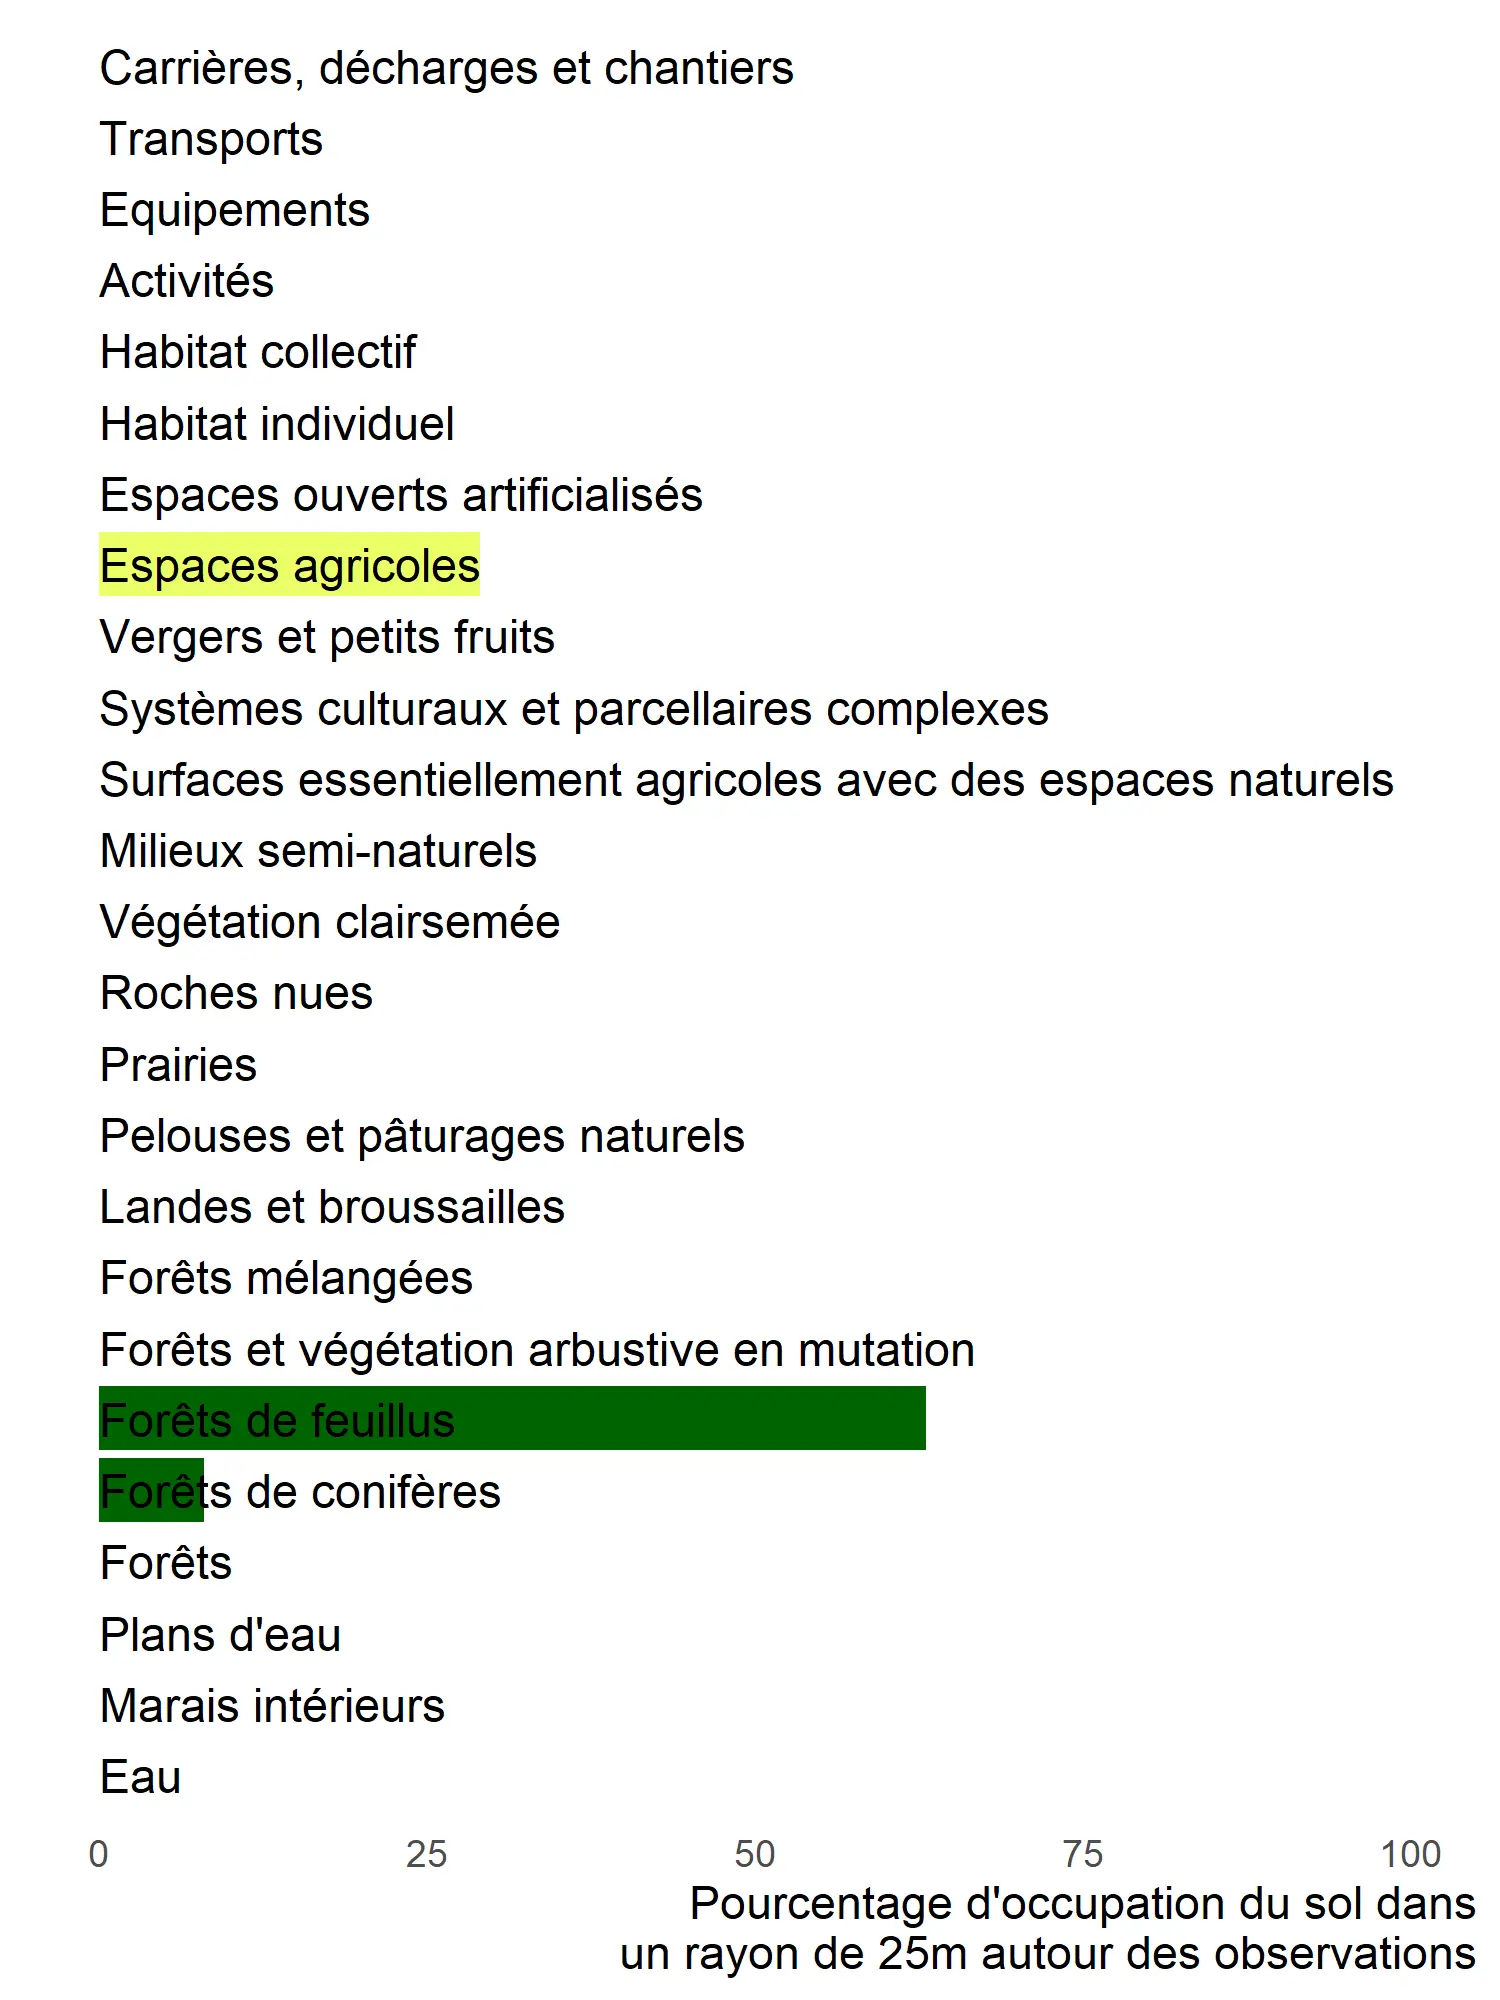 Carrières, décharges et chantiers
Transports
Equipements
Activités
Habitat collectif
Habitat individuel
Espaces ouverts artificialisés
Espaces agricoles
Vergers et petits fruits
Systèmes culturaux et parcellaires complexes
Surfaces essentiellement agricoles avec des espaces naturels
Milieux semi-naturels
Végétation clairsemée
Roches nues
Prairies
Pelouses et pâturages naturels
Landes et broussailles
Forêts mélangées
Forêts et végétation arbustive en mutation
Forêts de feuillus
Forêts de conifères
Forêts
Plans d'eau
Marais intérieurs
Eau
0 25 50 75 100
Pourcentage d'occupation du sol dans
un rayon de 25m autour des observations